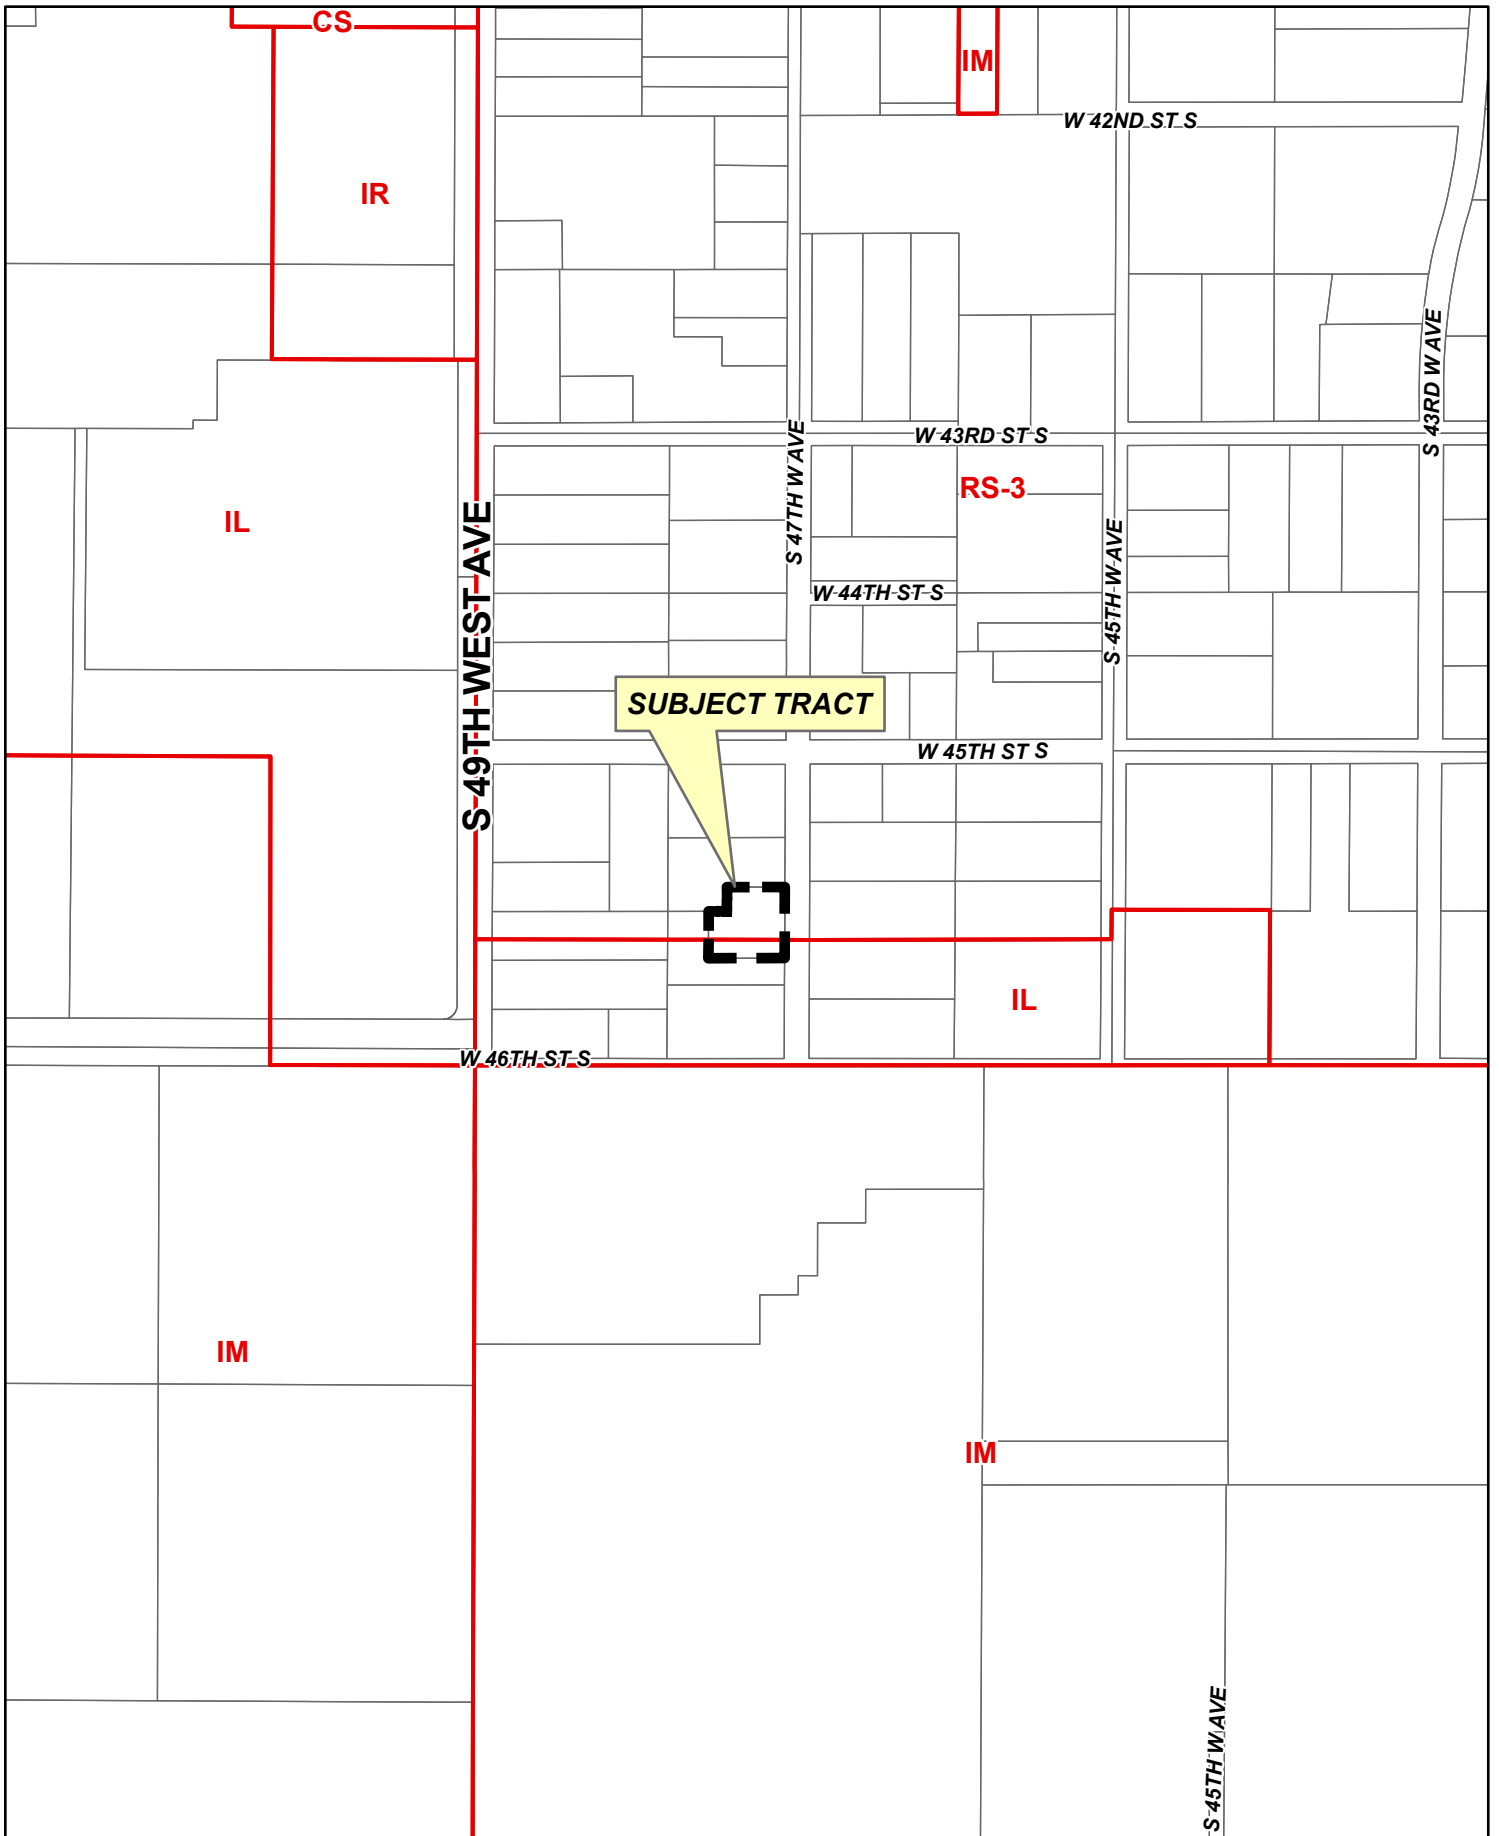 CS
IM
W 42ND ST S
IR
S 43RD W AVE
S 47TH W AVE
W 43RD ST S
RS-3
IL
S 49TH WEST AVE
S 45TH W AVE
W 44TH ST S
SUBJECT TRACT
W 45TH ST S
IL
W 46TH ST S
IM
IM
S 45TH W AVE